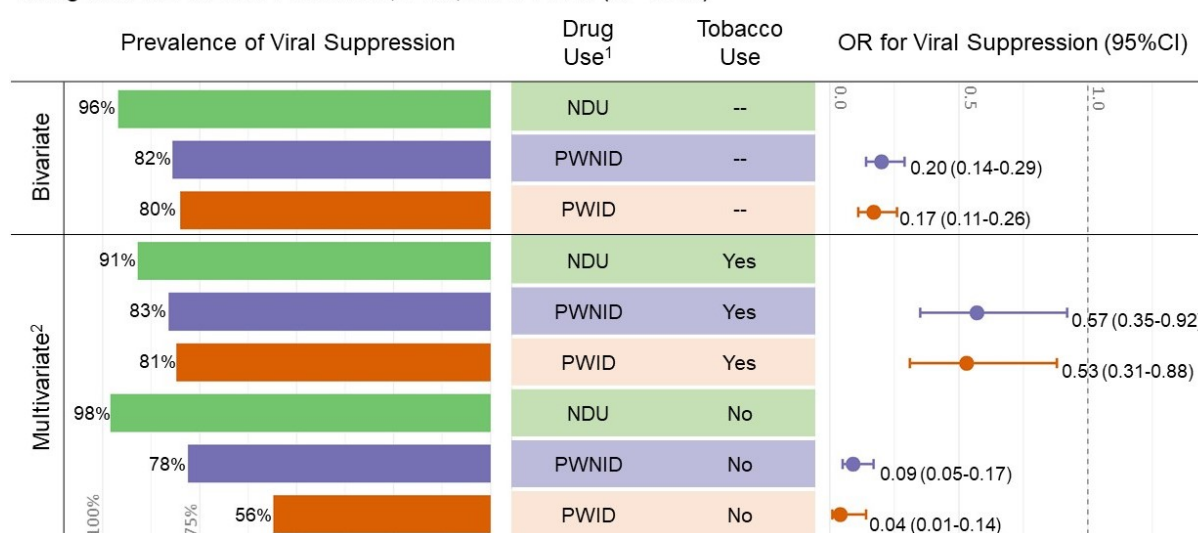 Prevalence of Viral Suppression
Drug
Use¹
Tobacco
Use
OR for Viral Suppression (95%CI)
0.0
0.5
1.0
Bivariate
96%
NDU
--
82%
PWNID
--
0.20 (0.14-0.29)
80%
PWID
--
0.17 (0.11-0.26)
Multivariate²
91%
NDU
Yes
83%
PWNID
Yes
0.57 (0.35-0.92
81%
PWID
Yes
0.53 (0.31-0.88)
98%
NDU
No
78%
PWNID
No
0.09 (0.05-0.17)
100%
75%
56%
PWID
No
0.04 (0.01-0.14)